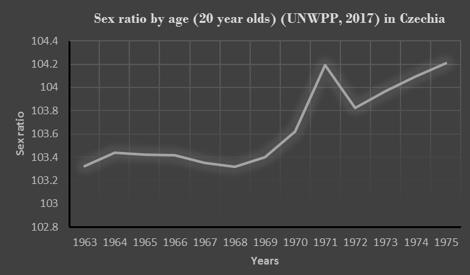 Sex ratio by age (20 year olds) (UNWPP, 2017) in Czechia
104.4
104.2
104
103.8
103.6
103.4
103.2
103
102.8
Sex ratio
1963 1964 1965 1966 1967 1968 1969 1970 1971 1972 1973 1974 1975
Years